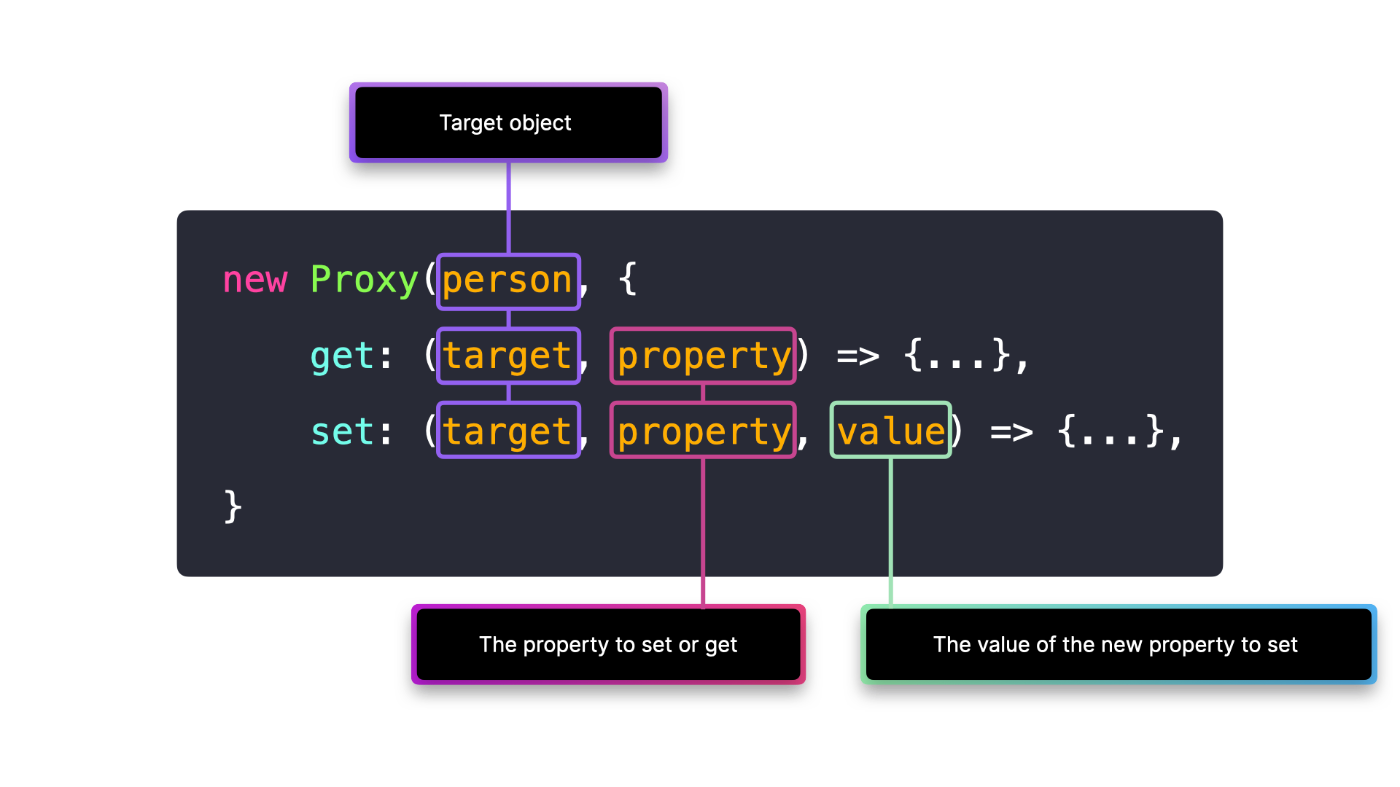 Target object
new Proxy(person, {
get: (target, property) => {...},
set: (target, property, value) => {...},
}
The property to set or get
The value of the new property to set